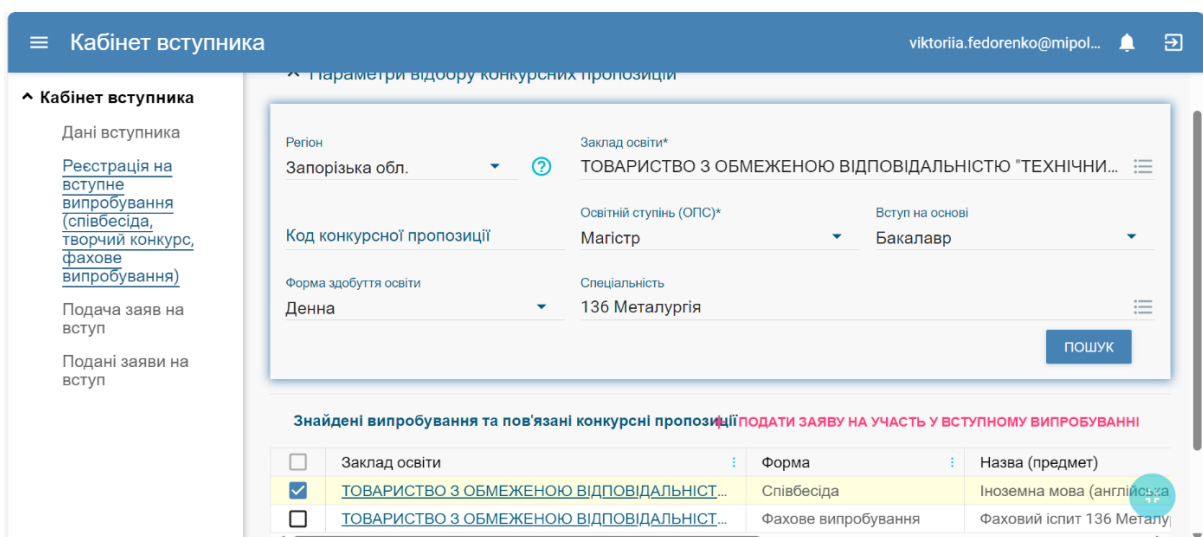 Кабінет вступника
viktoriia.fedorenko@mipol...
Параметри відбору конкурсних пропозицій
Кабінет вступника
Дані вступника
Реєстрація на
вступне
випробування
(співбесіда,
творчий конкурс,
фахове
випробування)
Подача заяв на
вступ
Подані заяви на
вступ
Регіон
Запорізька обл.
Заклад освіти*
ТОВАРИСТВО З ОБМЕЖЕНОЮ ВІДПОВІДАЛЬНІСТЮ "ТЕХНІЧНИ...
Код конкурсної пропозиції
Освітній ступінь (ОПС)*
Магістр
Вступ на основі
Бакалавр
Форма здобуття освіти
Денна
Спеціальність
136 Металургія
ПОШУК
Знайдені випробування та пов'язані конкурсні пропозиції
+ ПОДАТИ ЗАЯВУ НА УЧАСТЬ У ВСТУПНОМУ ВИПРОБУВАННІ
Заклад освіти Форма Назва (предмет)
ТОВАРИСТВО З ОБМЕЖЕНОЮ ВІДПОВІДАЛЬНІСТ... Співбесіда Іноземна мова (англійська
ТОВАРИСТВО З ОБМЕЖЕНОЮ ВІДПОВІДАЛЬНІСТ... Фахове випробування Фаховий іспит 136 Металу